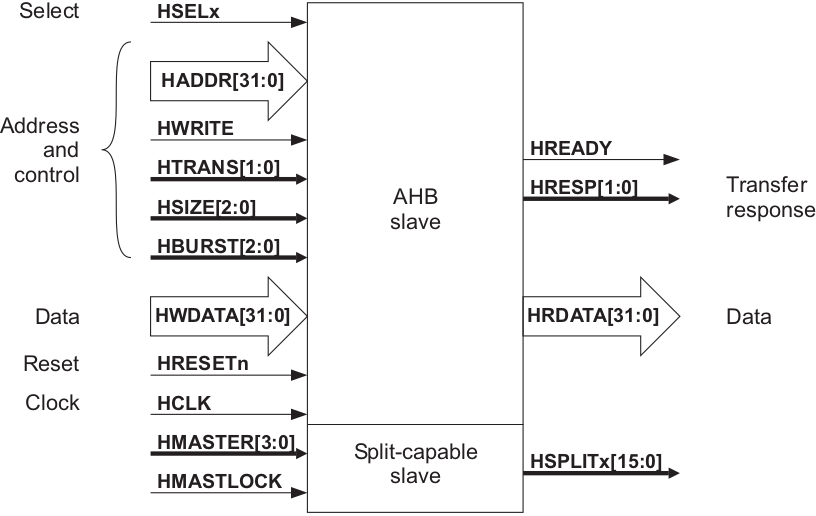 Select
HSELx
HADDR[31:0]
Address
and
control
HWRITE
HTRANS[1:0]
HSIZE[2:0]
HBURST[2:0]
Data
HWDATA[31:0]
Reset
HRESETn
Clock
HCLK
HMASTER[3:0]
HMASTLOCK
AHB
slave
Split-capable
slave
HREADY
HRESP[1:0]
Transfer
response
HRDATA[31:0]
Data
HSPLITx[15:0]